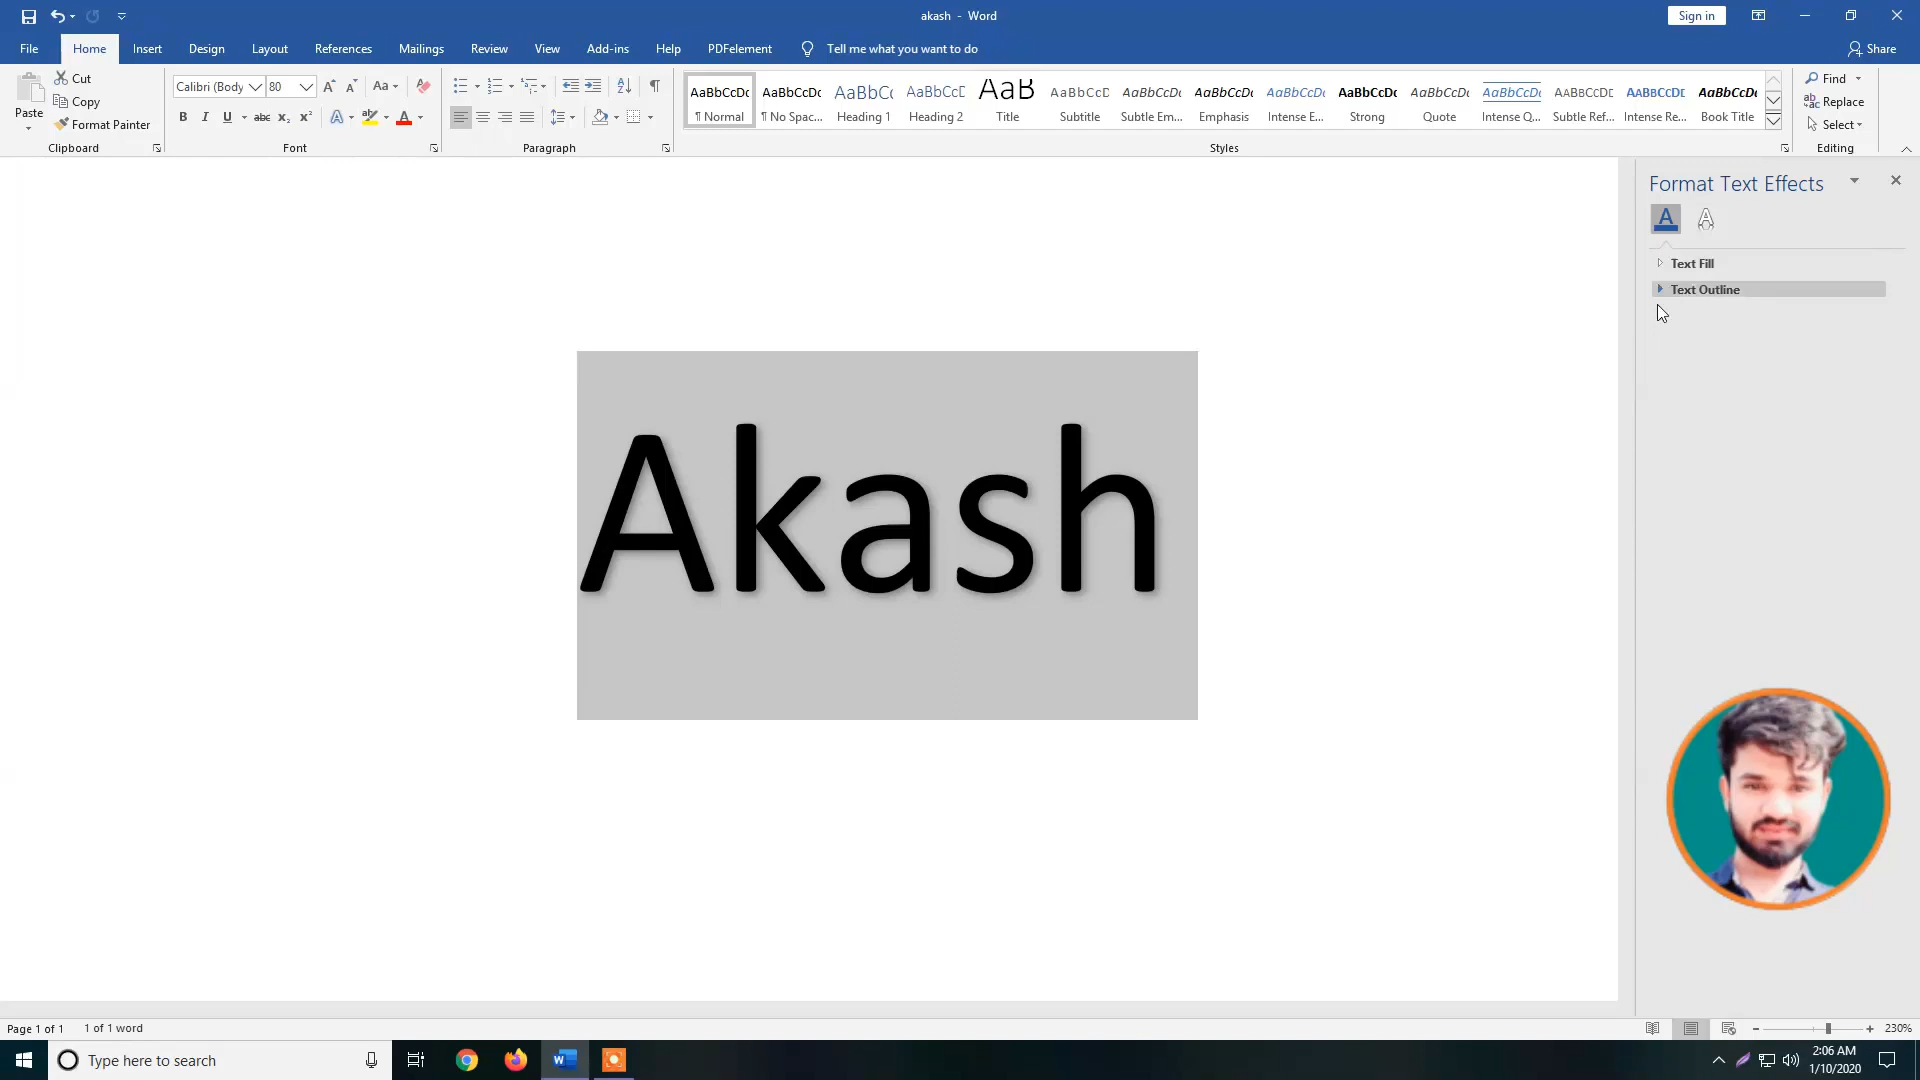 akash - Word
Sign in
File Home Insert Design Layout References Mailings Review View Add-ins Help PDFelement Tell me what you want to do Share
Paste
Cut
Copy
Format Painter
Clipboard
Calibri (Body 80
Font
Paragraph
AaBbCcDc AaBbCcDc AaBbCc AaBbCcD AaB AaBbCcD AaBbCcDc AaBbCcDc AaBbCcDc AaBbCcDc AaBbCcDc AaBbCcDc AABBCCDE AABBCCDE AaBbCcDc
¶ Normal ¶ No Spac... Heading 1 Heading 2 Title Subtitle Subtle Em... Emphasis Intense E... Strong Quote Intense Q... Subtle Ref... Intense Re... Book Title
Styles
Find
Replace
Select
Editing
Format Text Effects
Text Fill
Text Outline
Akash
Page 1 of 1 1 of 1 word
230%
Type here to search
2:06 AM
1/10/2020